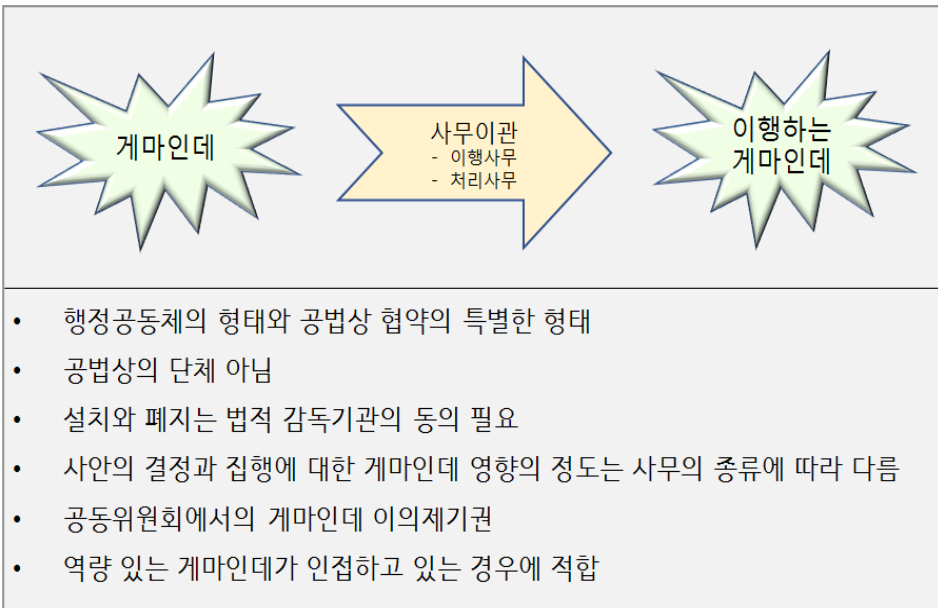 게마인데
사무이관
- 이행사무
- 처리사무
이행하는
게마인데
• 행정공동체의 형태와 공법상 협약의 특별한 형태
• 공법상의 단체 아님
• 설치와 폐지는 법적 감독기관의 동의 필요
• 사안의 결정과 집행에 대한 게마인데 영향의 정도는 사무의 종류에 따라 다름
• 공동위원회에서의 게마인데 이의제기권
• 역량 있는 게마인데가 인접하고 있는 경우에 적합